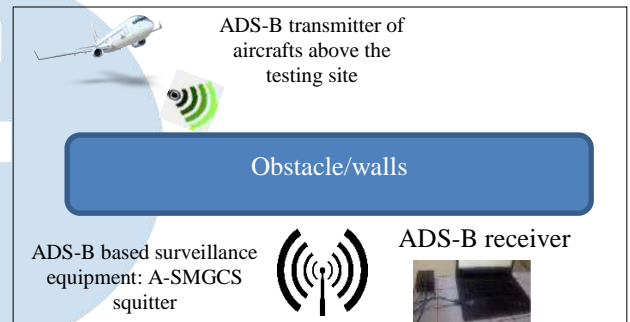 ADS-B transmitter of
aircrafts above the
testing site
Obstacle/walls
ADS-B based surveillance
equipment: A-SMGCS
squitter
ADS-B receiver